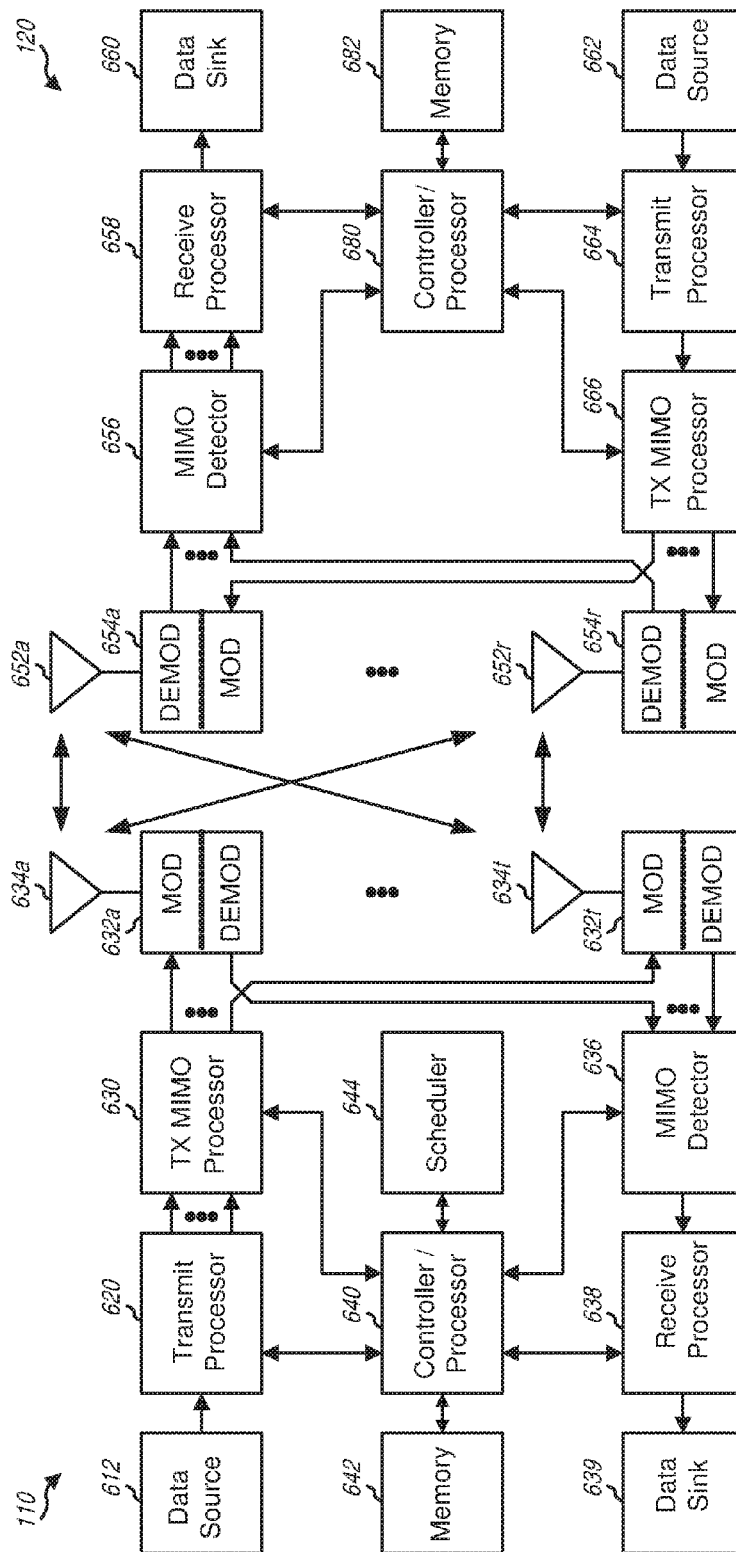 110
120
612
Data
Source
620
Transmit
Processor
630
TX MIMO
Processor
632a
MOD
DEMOD
634a
652a
654a
DEMOD
MOD
656
MIMO
Detector
658
Receive
Processor
660
Data
Sink
642
Memory
640
Controller /
Processor
644
Scheduler
680
Controller/
Processor
682
Memory
639
Data
Sink
638
Receive
Processor
636
MIMO
Detector
632t
MOD
DEMOD
634t
652r
654r
DEMOD
MOD
666
TX MIMO
Processor
664
Transmit
Processor
662
Data
Source